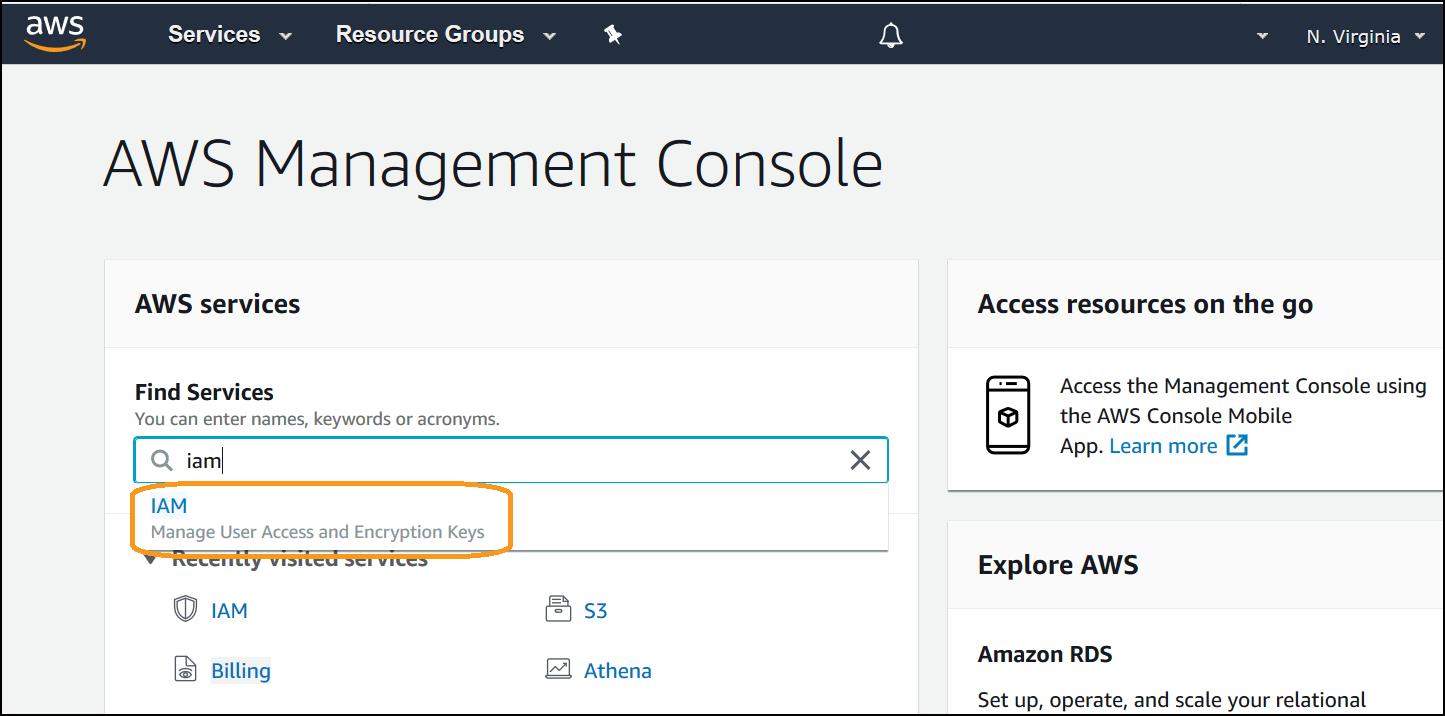 aws
Services
Resource Groups
N. Virginia
AWS Management Console
AWS services
Find Services
You can enter names, keywords or acronyms.
iam
IAM
Manage User Access and Encryption Keys
Recently visited services
IAM
S3
Billing
Athena
Access resources on the go
Access the Management Console using
the AWS Console Mobile
App. Learn more
Explore AWS
Amazon RDS
Set up, operate, and scale your relational